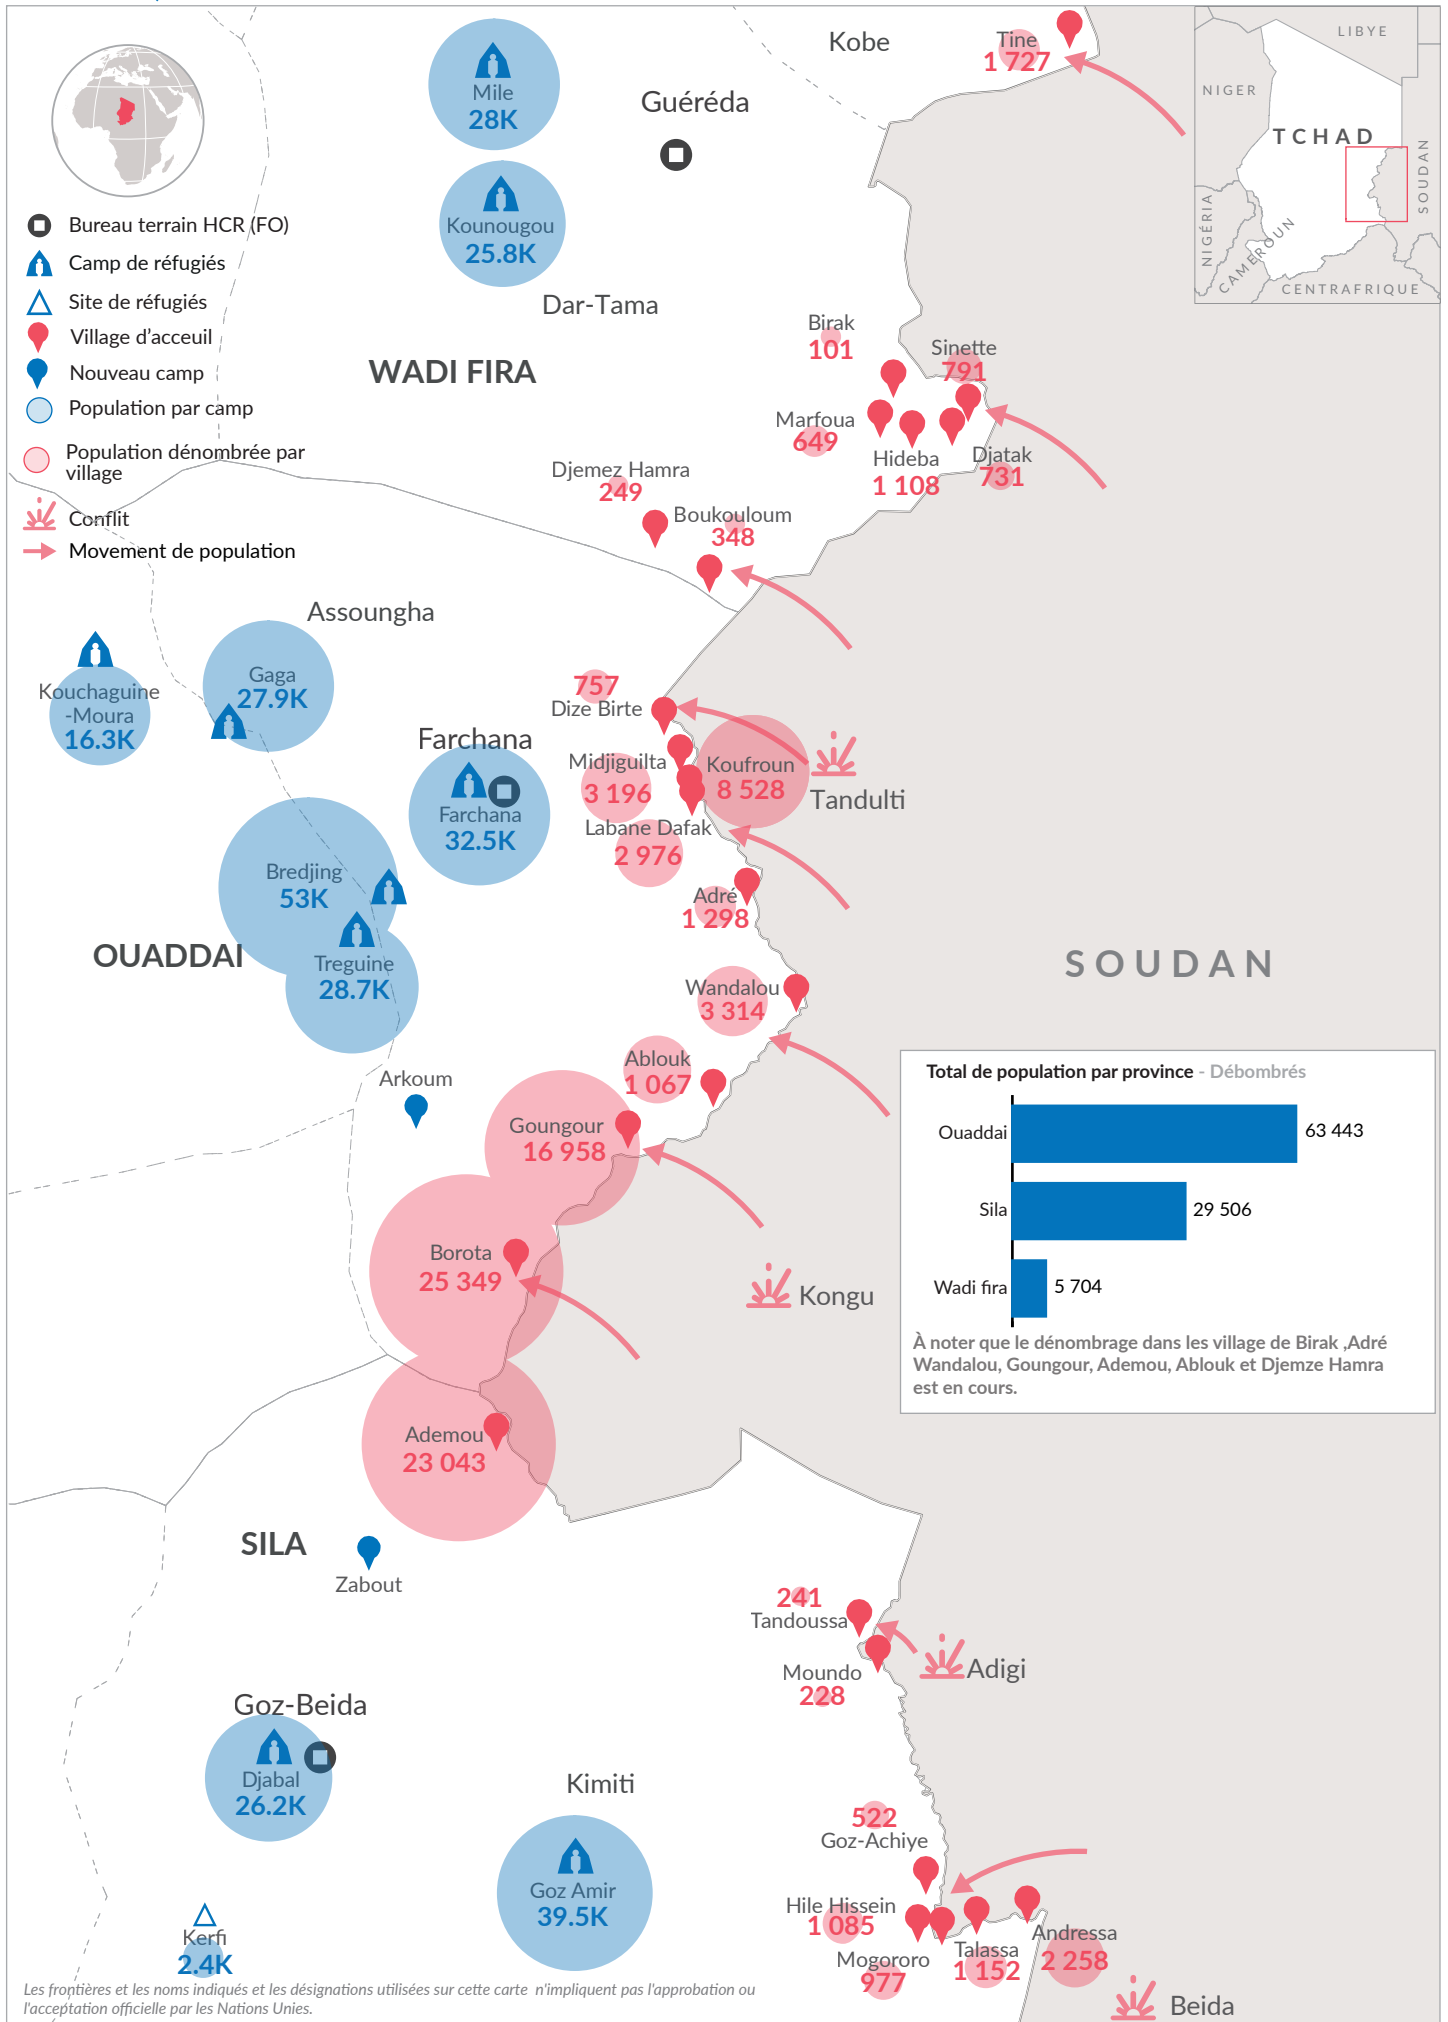 Kobe
Tine
1 727
LIBYE
NIGER
TCHAD
SOUDAN
NIGÉRIA
CAMEROUN
CENTRAFRIQUE
Mile
28K
Guéréda
Kounougou
25.8K
Dar-Tama
Bureau terrain HCR (FO)
Camp de réfugiés
Site de réfugiés
Village d'acceuil
Nouveau camp
Population par camp
Population dénombrée par
village
Conflit
Movement de population
WADI FIRA
Birak
101
Sinette
791
Marfoua
649
Hideba
1 108
Djatak
731
Djemez Hamra
249
Boukouloum
348
Assoungha
Kouchaguine
-Moura
16.3K
Gaga
27.9K
757
Dize Birte
Farchana
Farchana
32.5K
Midjiguilta
3 196
Koufroun
8 528
Tandulti
Labane Dafak
2 976
Bredjing
53K
Adré
1 298
OUADDAI
Treguine
28.7K
SOUDAN
Wandalou
3 314
Ablouk
1 067
Arkoum
Goungour
16 958
Total de population par province - Débombrés
Ouaddai
63 443
Sila
29 506
Wadi fira
5 704
À noter que le dénombrage dans les village de Birak ,Adré
Wandalou, Goungour, Ademou, Ablouk et Djemze Hamra
est en cours.
Borota
25 349
Kongu
Ademou
23 043
SILA
Zabout
241
Tandoussa
Moundo
228
Adigi
Goz-Beida
Djabal
26.2K
Kimiti
522
Goz-Achiye
Goz Amir
39.5K
Hile Hissein
1 085
Kerfi
2.4K
Mogororo
977
Talassa
1 152
Andressa
2 258
Beida
Les frontières et les noms indiqués et les désignations utilisées sur cette carte n'impliquent pas l'approbation ou
l'acceptation officielle par les Nations Unies.